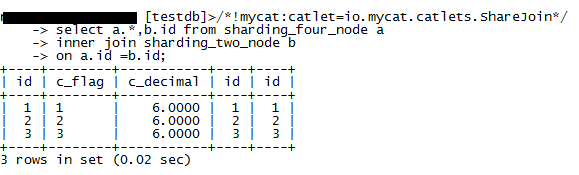 [testdb]>/*!mycat:catlet=io.mycat.catlets.ShareJoin*/
-> select a.*,b.id from sharding_four_node a
-> inner join sharding_two_node b
-> on a.id =b.id;
+----+--------+-----------+----+----+
| id | c_flag | c_decimal | id | id |
+----+--------+-----------+----+----+
| 1 | 1 | 6.0000 | 1 | 1 |
| 2 | 2 | 6.0000 | 2 | 2 |
| 3 | 3 | 6.0000 | 3 | 3 |
+----+--------+-----------+----+----+
3 rows in set (0.02 sec)